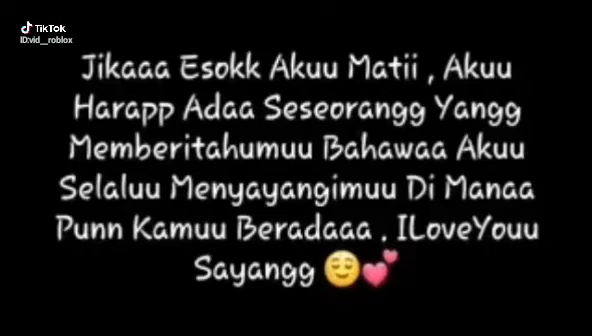 TikTok
ID:vid__roblox
Jikaaa Esokk Akuu Matii , Akuu
Harapp Adaa Seseorangg Yangg
Memberitahumuu Bahawaa Akuu
Selaluu Menyayangimuu Di Manaa
Punn Kamuu Beradaaa . ILoveYouu
Sayangg 😌💕